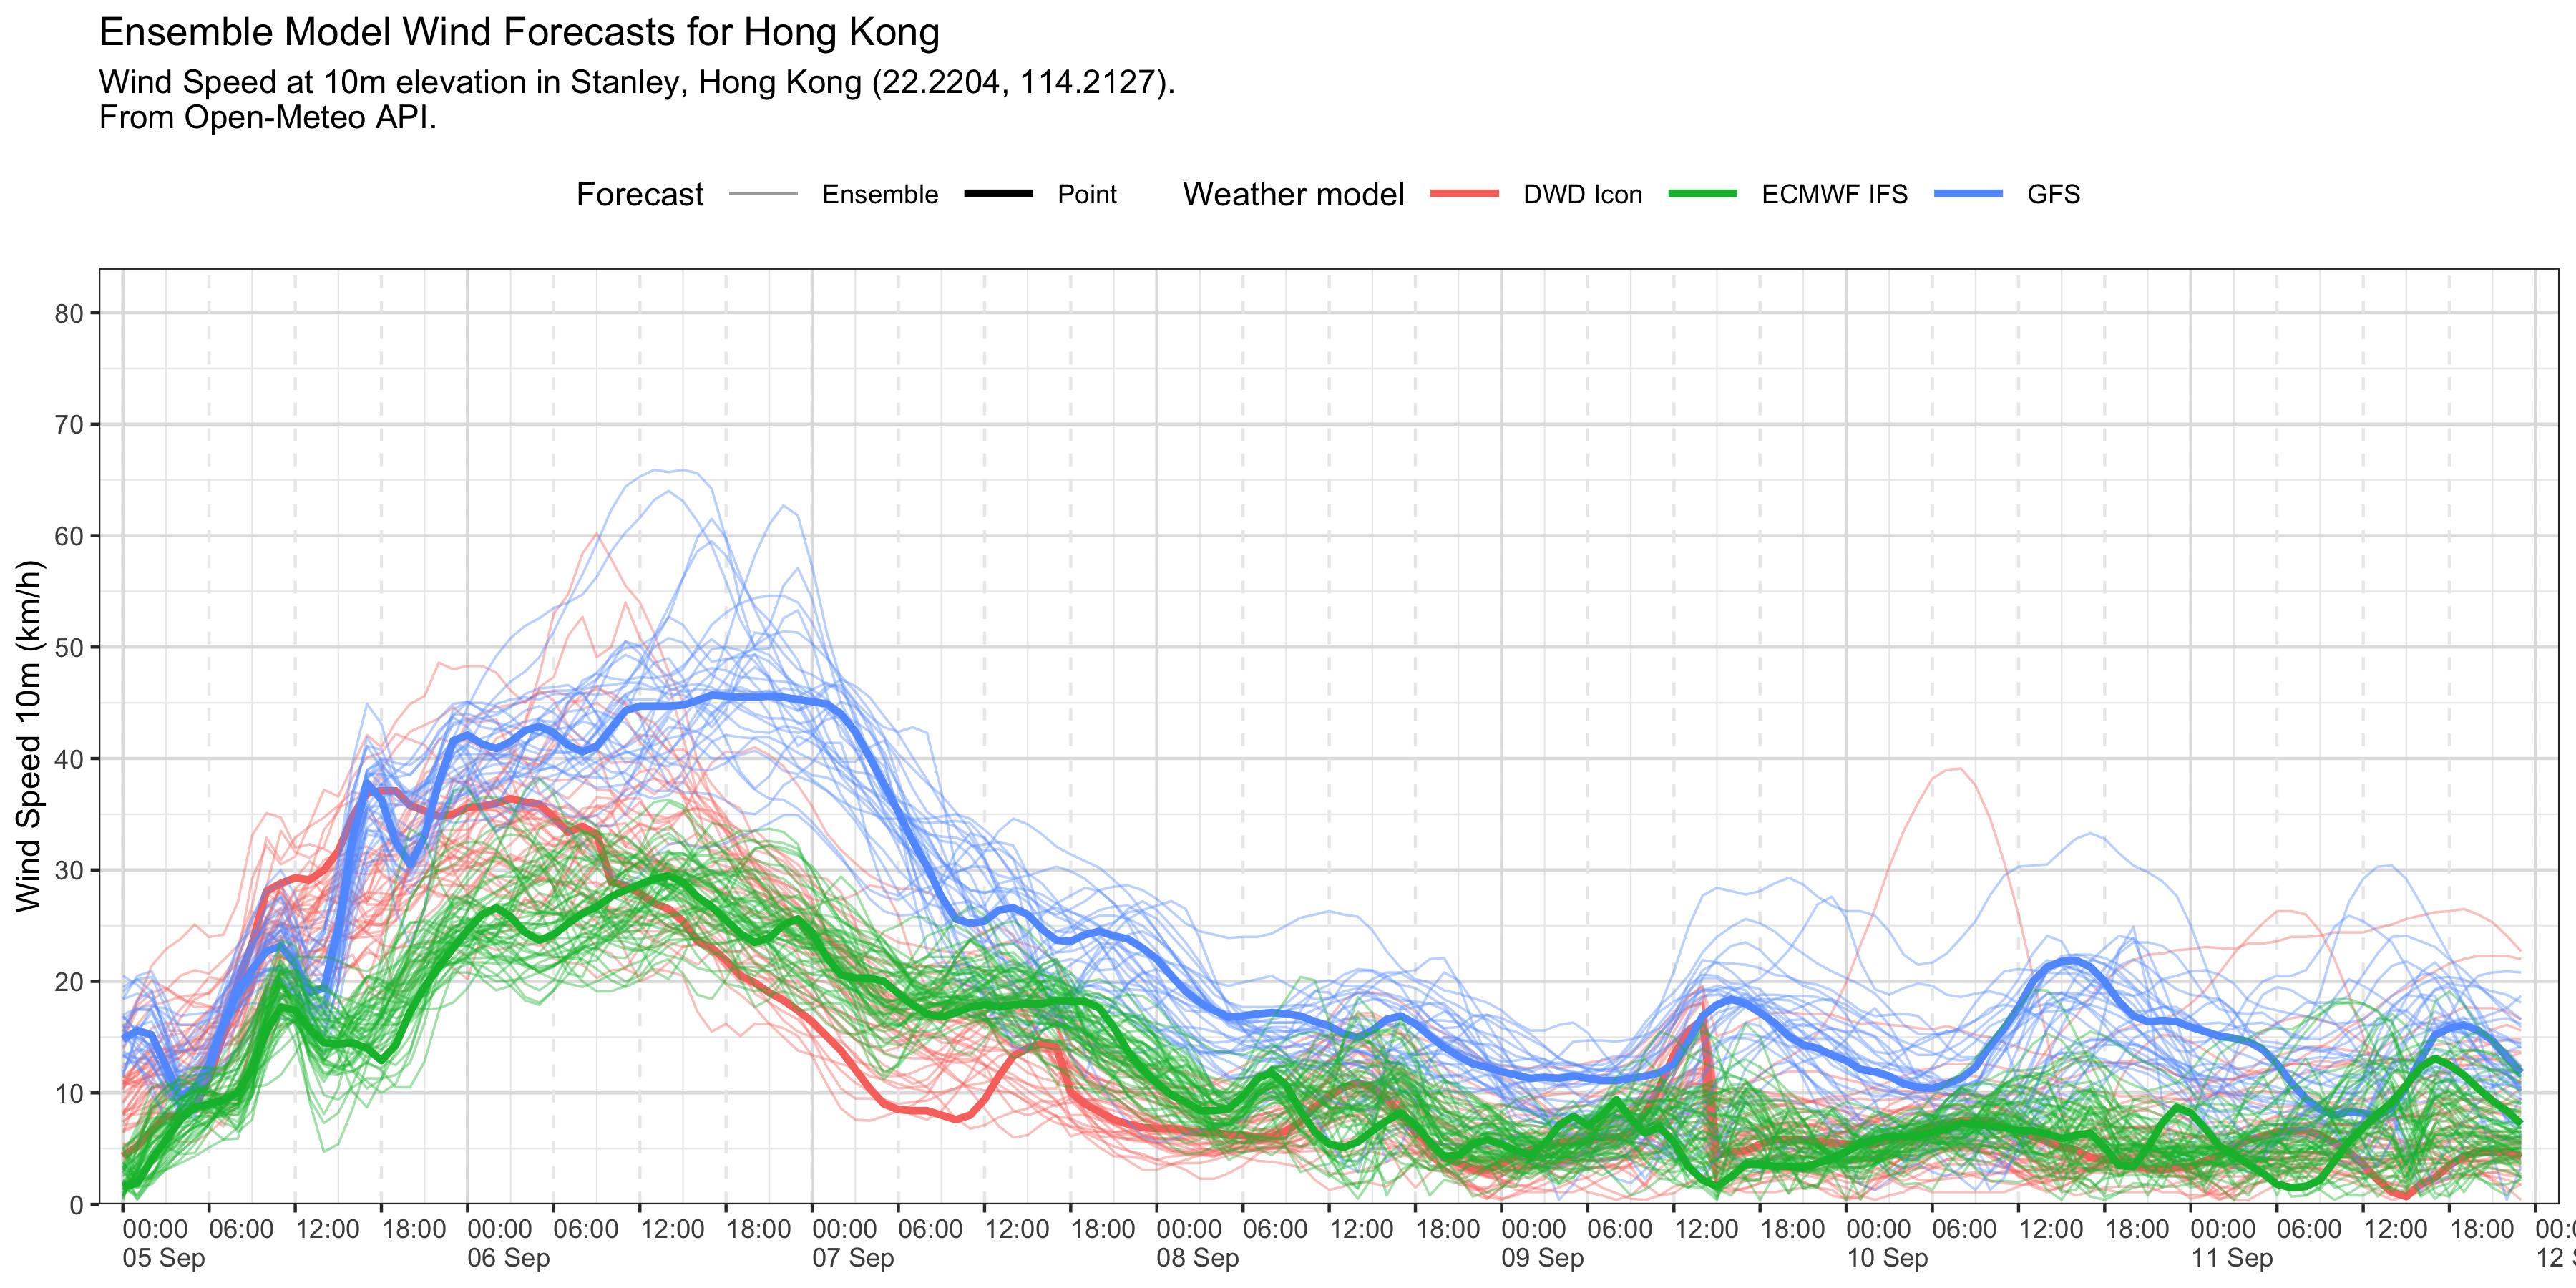 Ensemble Model Wind Forecasts for Hong Kong
Wind Speed at 10m elevation in Stanley, Hong Kong (22.2204, 114.2127).
From Open-Meteo API.
Forecast Ensemble Point Weather model DWD Icon ECMWF IFS GFS
Wind Speed 10m (km/h)
80
70
60
50
40
30
20
10
0
00:00 06:00 12:00 18:00 00:00 06:00 12:00 18:00 00:00 06:00 12:00 18:00 00:00 06:00 12:00 18:00 00:00 06:00 12:00 18:00 00:00 06:00 12:00 18:00 00:00 06:00 12:00 18:00 00:
05 Sep 06 Sep 07 Sep 08 Sep 09 Sep 10 Sep 11 Sep 12